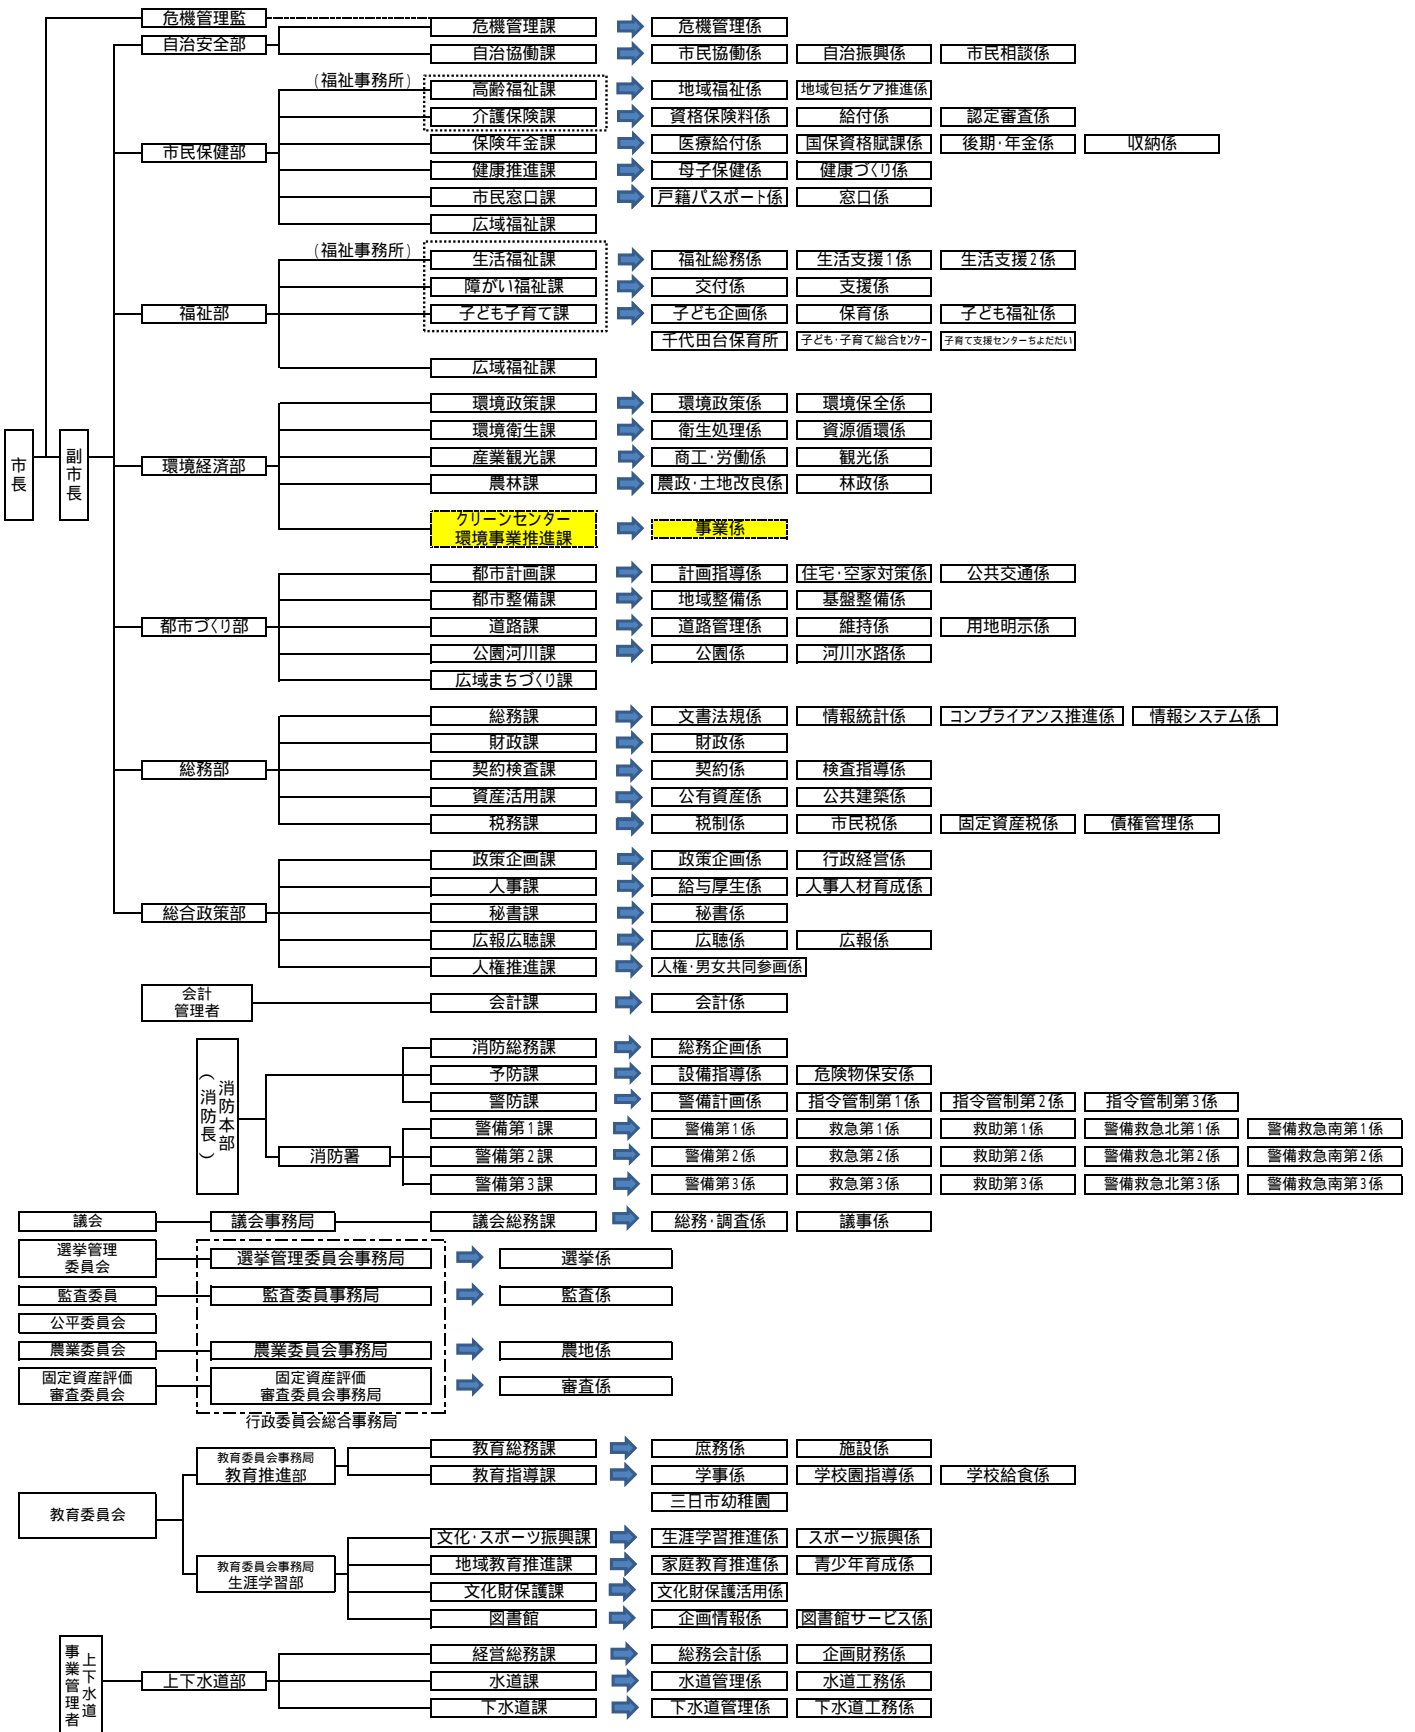 危機管理監
危機管理課 危機管理係
自治安全部
自治協働課 市民協働係 自治振興係 市民相談係
(福祉事務所) 高齢福祉課 地域福祉係 地域包括ケア推進係
介護保険課 資格保険料係 給付係 認定審査係
市民保健部
保険年金課 医療給付係 国保資格賦課係 後期・年金係 収納係
健康推進課 母子保健係 健康づくり係
市民窓口課 戸籍パスポート係 窓口係
広域福祉課
(福祉事務所) 生活福祉課 福祉総務係 生活支援1係 生活支援2係
障がい福祉課 交付係 支援係
福祉部 子ども子育て課 子ども企画係 保育係 子ども福祉係
千代田台保育所 子ども・子育て総合センター 子育て支援センターちよだだい
広域福祉課
環境政策課 環境政策係 環境保全係
環境衛生課 衛生処理係 資源循環係
市長
副市長
環境経済部
産業観光課 商工・労働係 観光係
農林課 農政・土地改良係 林政係
クリーンセンター
環境事業推進課 事業係
都市計画課 計画指導係 住宅・空家対策係 公共交通係
都市整備課 地域整備係 基盤整備係
都市づくり部 道路課 道路管理係 維持係 用地明示係
公園河川課 公園係 河川水路係
広域まちづくり課
総務課 文書法規係 情報統計係 コンプライアンス推進係 情報システム係
財政課 財政係
総務部 契約検査課 契約係 検査指導係
資産活用課 公有資産係 公共建築係
税務課 税制係 市民税係 固定資産税係 債権管理係
政策企画課 政策企画係 行政経営係
人事課 給与厚生係 人事人材育成係
総合政策部 秘書課 秘書係
広報広聴課 広聴係 広報係
人権推進課 人権・男女共同参画係
会計
管理者 会計課 会計係
消防本部
(消防長)
消防総務課 総務企画係
予防課 設備指導係 危険物保安係
警防課 警備計画係 指令管制第1係 指令管制第2係 指令管制第3係
警備第1課 警備第1係 救急第1係 救助第1係 警備救急北第1係 警備救急南第1係
消防署 警備第2課 警備第2係 救急第2係 救助第2係 警備救急北第2係 警備救急南第2係
警備第3課 警備第3係 救急第3係 救助第3係 警備救急北第3係 警備救急南第3係
議会 議会事務局 議会総務課 総務・調査係 議事係
選挙管理
委員会 選挙管理委員会事務局 選挙係
監査委員 監査委員事務局 監査係
公平委員会
農業委員会 農業委員会事務局 農地係
固定資産評価
審査委員会
固定資産評価
審査委員会事務局 審査係
行政委員会総合事務局
教育委員会
教育委員会事務局
教育推進部
教育総務課 庶務係 施設係
教育指導課 学事係 学校園指導係 学校給食係
三日市幼稚園
教育委員会事務局
生涯学習部
文化・スポーツ振興課 生涯学習推進係 スポーツ振興係
地域教育推進課 家庭教育推進係 青少年育成係
文化財保護課 文化財保護活用係
図書館 企画情報係 図書館サービス係
上下水道
事業管理者
経営総務課 総務会計係 企画財務係
上下水道部 水道課 水道管理係 水道工務係
下水道課 下水道管理係 下水道工務係